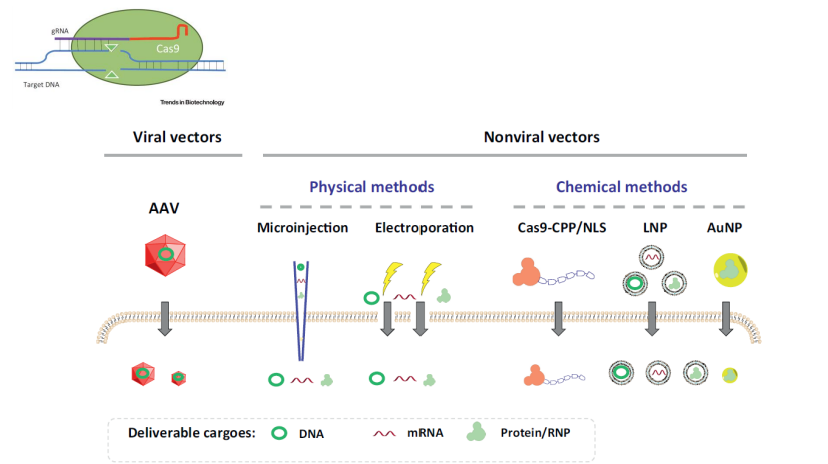 gRNA
Cas9
Target DNA
Trends in Biotechnology
Viral vectors
Nonviral vectors
Physical methods
Chemical methods
AAV
Microinjection
Electroporation
Cas9-CPP/NLS
LNP
AuNP
Deliverable cargoes:
DNA
mRNA
Protein/RNP